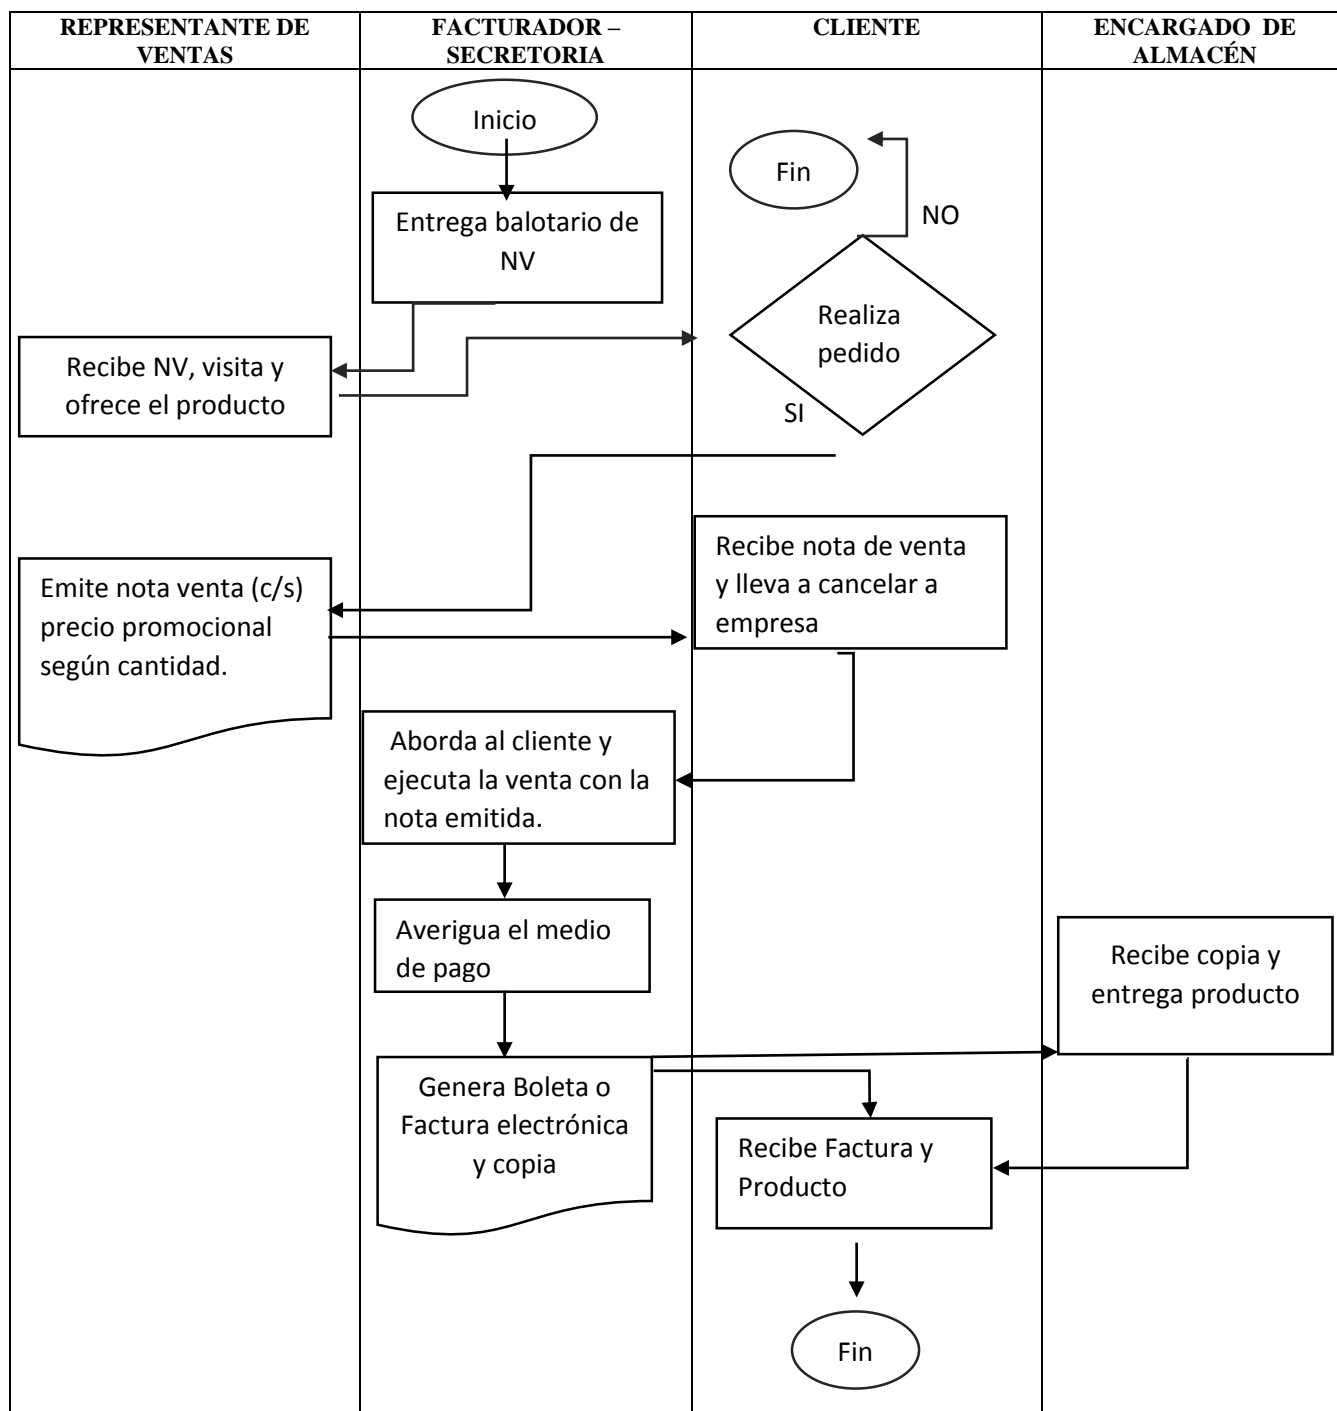 REPRESENTANTE DE
VENTAS
FACTURADOR –
SECRETORIA
CLIENTE
ENCARGADO DE
ALMACÉN
Inicio
Entrega balotario de
NV
Recibe NV, visita y
ofrece el producto
Fin
NO
Realiza
pedido
SI
Emite nota venta (c/s)
precio promocional
según cantidad.
Recibe nota de venta
y lleva a cancelar a
empresa
Aborda al cliente y
ejecuta la venta con la
nota emitida.
Averigua el medio
de pago
Genera Boleta o
Factura electrónica
y copia
Recibe copia y
entrega producto
Recibe Factura y
Producto
Fin